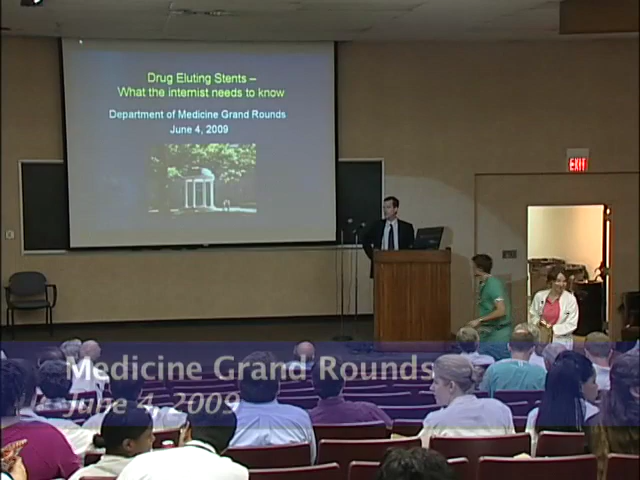 Drug Eluting Stents –
What the internist needs to know
Department of Medicine Grand Rounds
June 4, 2009
EXIT
Medicine Grand Rounds
June 4, 2009